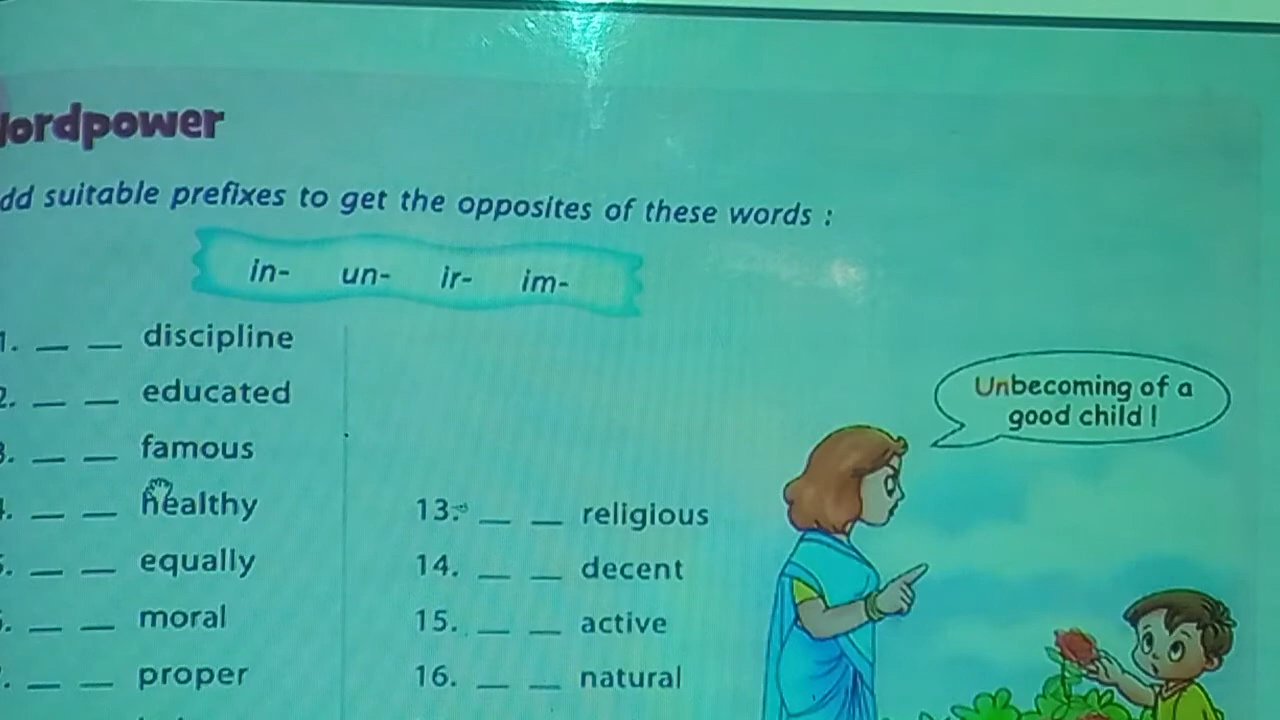 Wordpower
Add suitable prefixes to get the opposites of these words :
in- un- ir- im-
1. __ __ discipline
2. __ __ educated
3. __ __ famous
4. __ __ healthy
5. __ __ equally
6. __ __ moral
7. __ __ proper
13. __ __ religious
14. __ __ decent
15. __ __ active
16. __ __ natural
Unbecoming of a
good child !